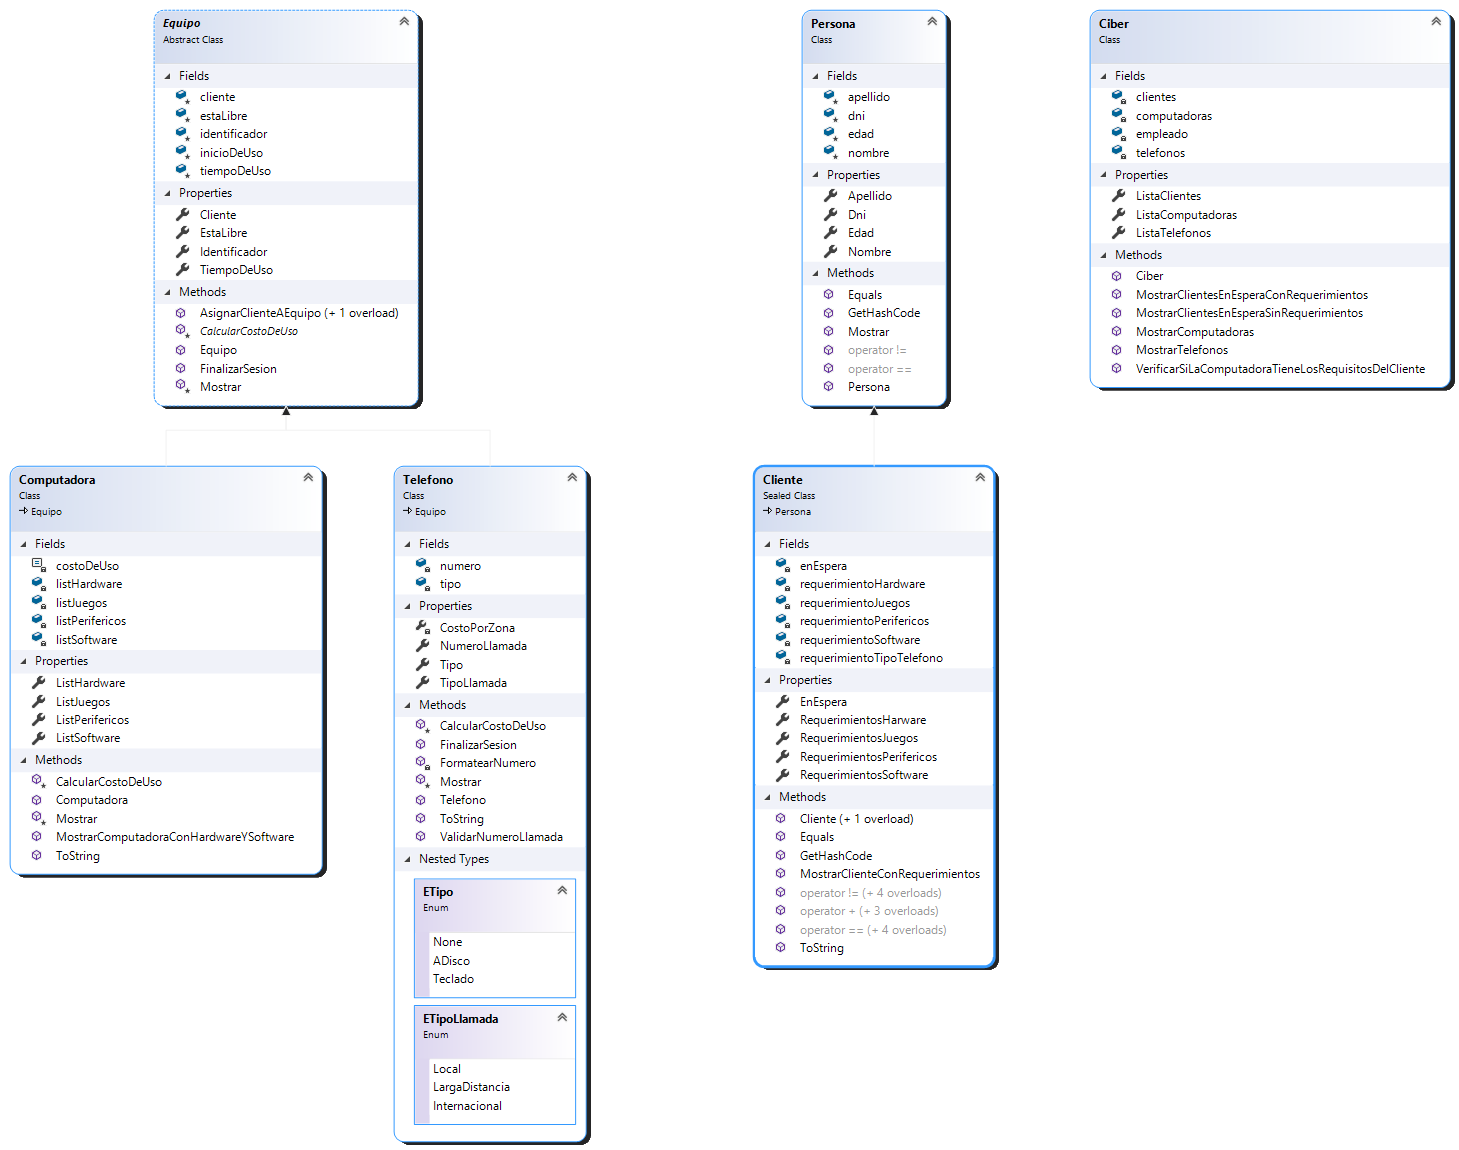 Equipo
Abstract Class
Fields
cliente
estaLibre
identificador
inicioDeUso
tiempoDeUso
Properties
Cliente
EstaLibre
Identificador
TiempoDeUso
Methods
AsignarClienteAEquipo (+ 1 overload)
CalcularCostoDeUso
Equipo
FinalizarSesion
Mostrar
Persona
Class
Fields
apellido
dni
edad
nombre
Properties
Apellido
Dni
Edad
Nombre
Methods
Equals
GetHashCode
Mostrar
operator !=
operator ==
Persona
Ciber
Class
Fields
clientes
computadoras
empleado
telefonos
Properties
ListaClientes
ListaComputadoras
ListaTelefonos
Methods
Ciber
MostrarClientesEnEsperaConRequerimientos
MostrarClientesEnEsperaSinRequerimientos
MostrarComputadoras
MostrarTelefonos
VerificarSiLaComputadoraTieneLosRequisitosDelCliente
Computadora
Class
Equipo
Fields
costoDeUso
listHardware
listJuegos
listPerifericos
listSoftware
Properties
ListHardware
ListJuegos
ListPerifericos
ListSoftware
Methods
CalcularCostoDeUso
Computadora
Mostrar
MostrarComputadoraConHardwareYSoftware
ToString
Telefono
Class
Equipo
Fields
numero
tipo
Properties
CostoPorZona
NumeroLlamada
Tipo
TipoLlamada
Methods
CalcularCostoDeUso
FinalizarSesion
FormatearNumero
Mostrar
Telefono
ToString
ValidarNumeroLlamada
Nested Types
ETipo
Enum
None
ADisco
Teclado
ETipoLlamada
Enum
Local
LargaDistancia
Internacional
Cliente
Sealed Class
Persona
Fields
enEspera
requerimientoHardware
requerimientoJuegos
requerimientoPerifericos
requerimientoSoftware
requerimientoTipoTelefono
Properties
EnEspera
RequerimientosHarware
RequerimientosJuegos
RequerimientosPerifericos
RequerimientosSoftware
Methods
Cliente (+ 1 overload)
Equals
GetHashCode
MostrarClienteConRequerimientos
operator != (+ 4 overloads)
operator + (+ 3 overloads)
operator == (+ 4 overloads)
ToString